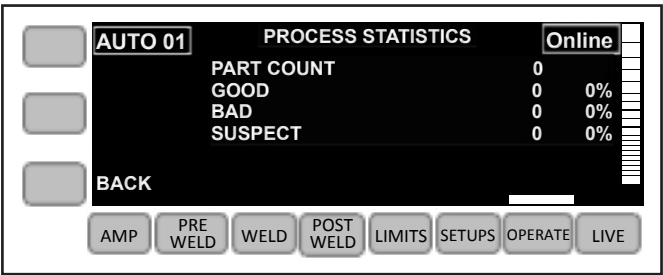 AUTO 01 PROCESS STATISTICS Online
PART COUNT 0
GOOD 0 0%
BAD 0 0%
SUSPECT 0 0%
BACK
AMP PRE WELD WELD POST WELD LIMITS SETUPS OPERATE LIVE